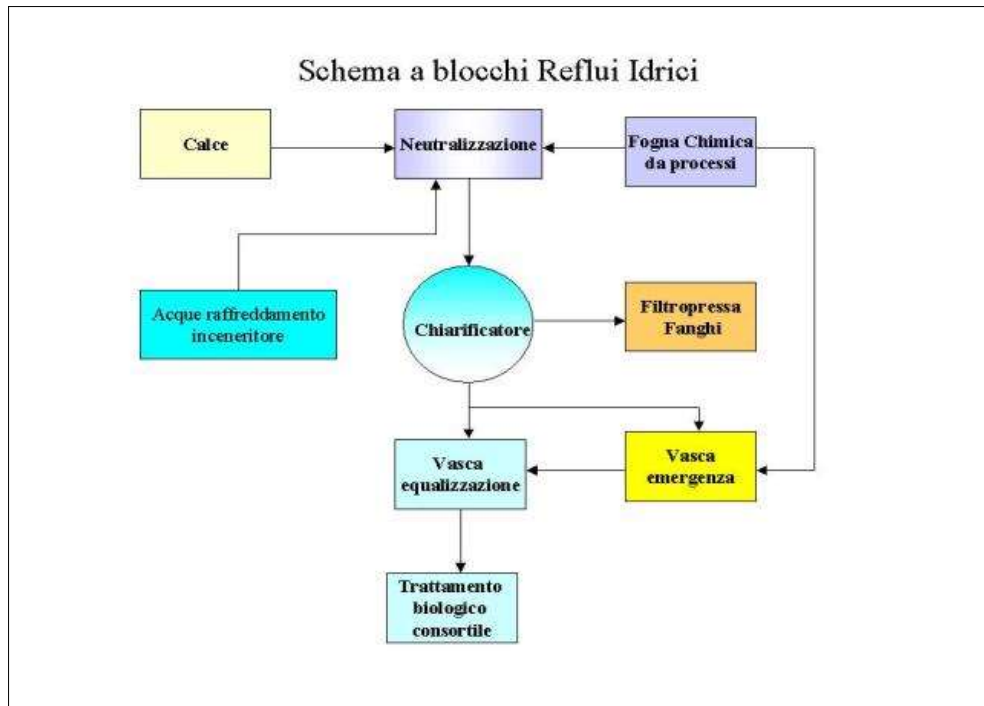 Schema a blocchi Reflui Idrici
Calce
Neutralizzazione
Fogna Chimica
da processi
Acque raffreddamento
inceneritore
Chiarificatore
Filtropressa
Fanghi
Vasca
equalizzazione
Vasca
emergenza
Trattamento
biologico
consortile